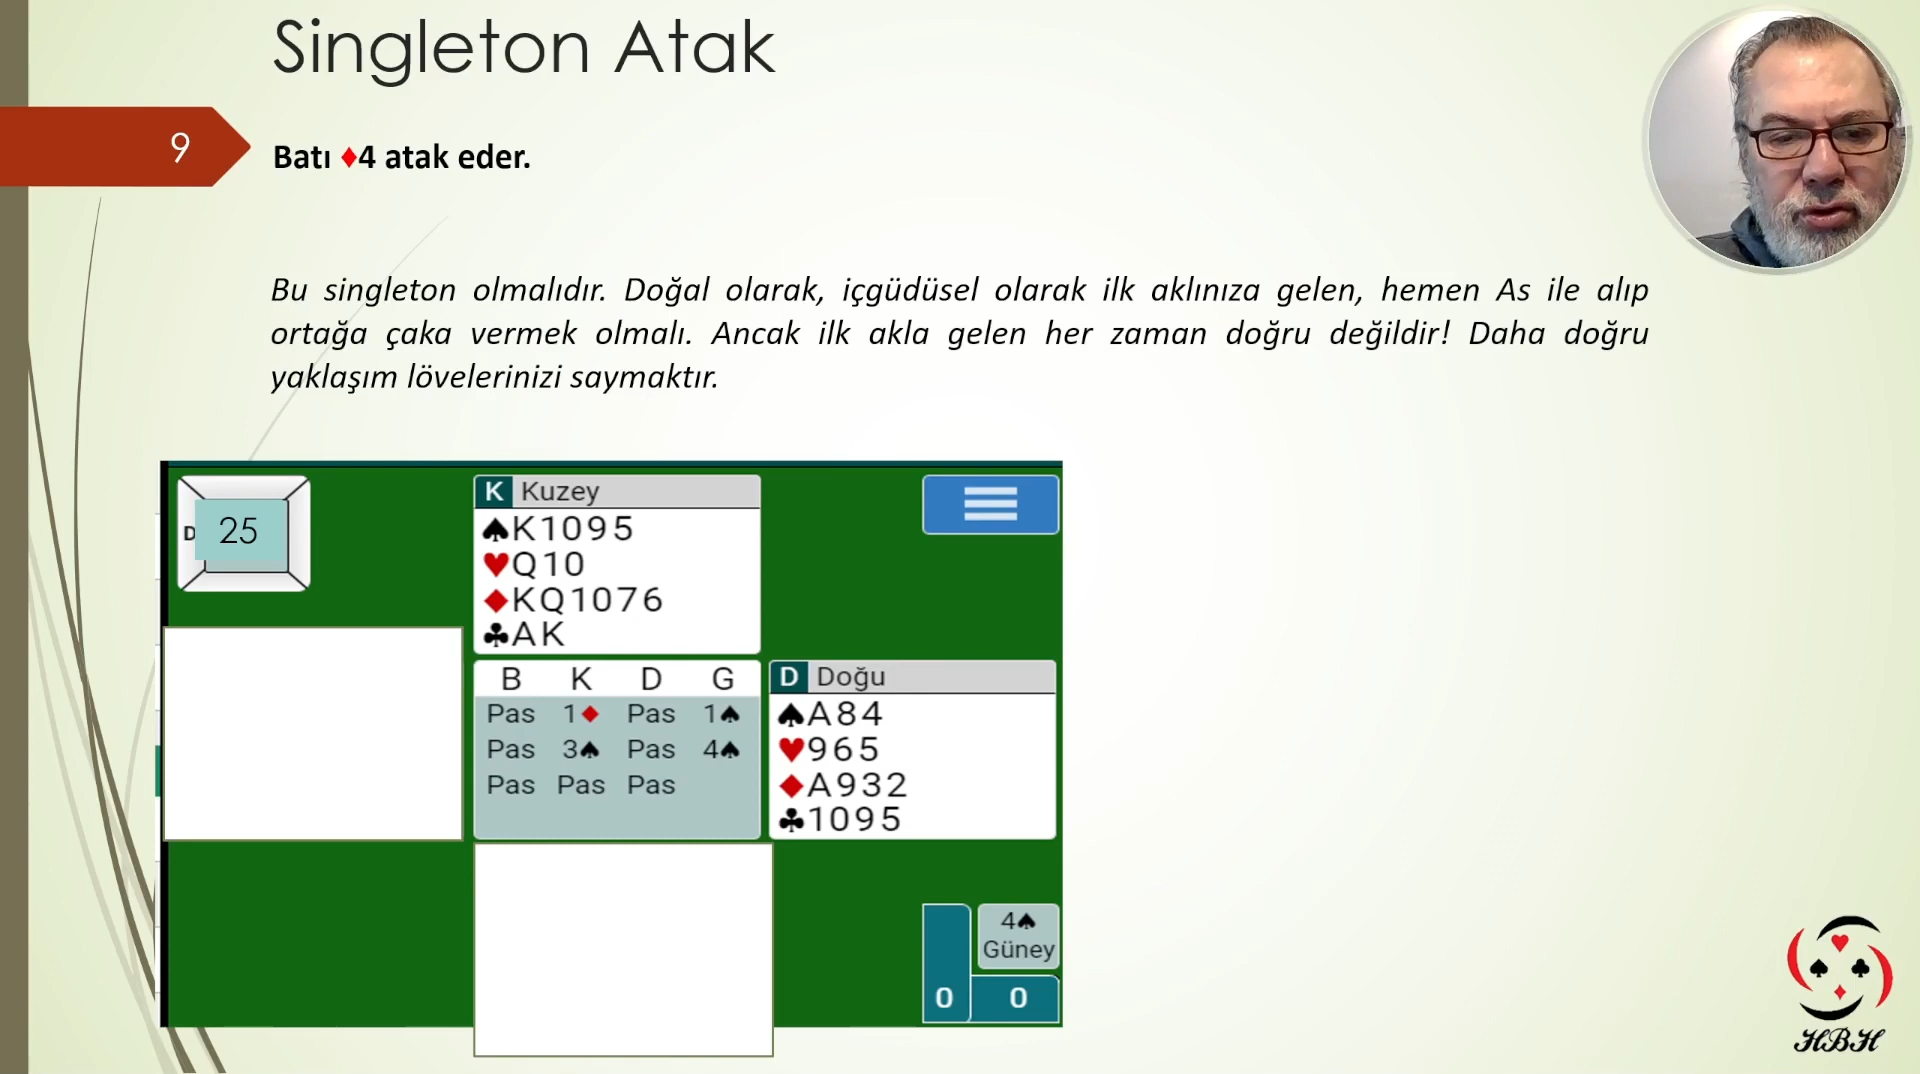 Singleton Atak
9
Batı ♦4 atak eder.
Bu singleton olmalıdır. Doğal olarak, içgüdüsel olarak ilk aklınıza gelen, hemen As ile alıp
ortağa çaka vermek olmalı. Ancak ilk akla gelen her zaman doğru değildir! Daha doğru
yaklaşım lövelerinizi saymaktır.
D 25
K Kuzey
♠K1095
♥Q10
♦KQ1076
♣AK
B K D G
Pas 1♦ Pas 1♠
Pas 3♠ Pas 4♠
Pas Pas Pas
D Doğu
♠A84
♥965
♦A932
♣1095
4♠
Güney
0 0
HBH